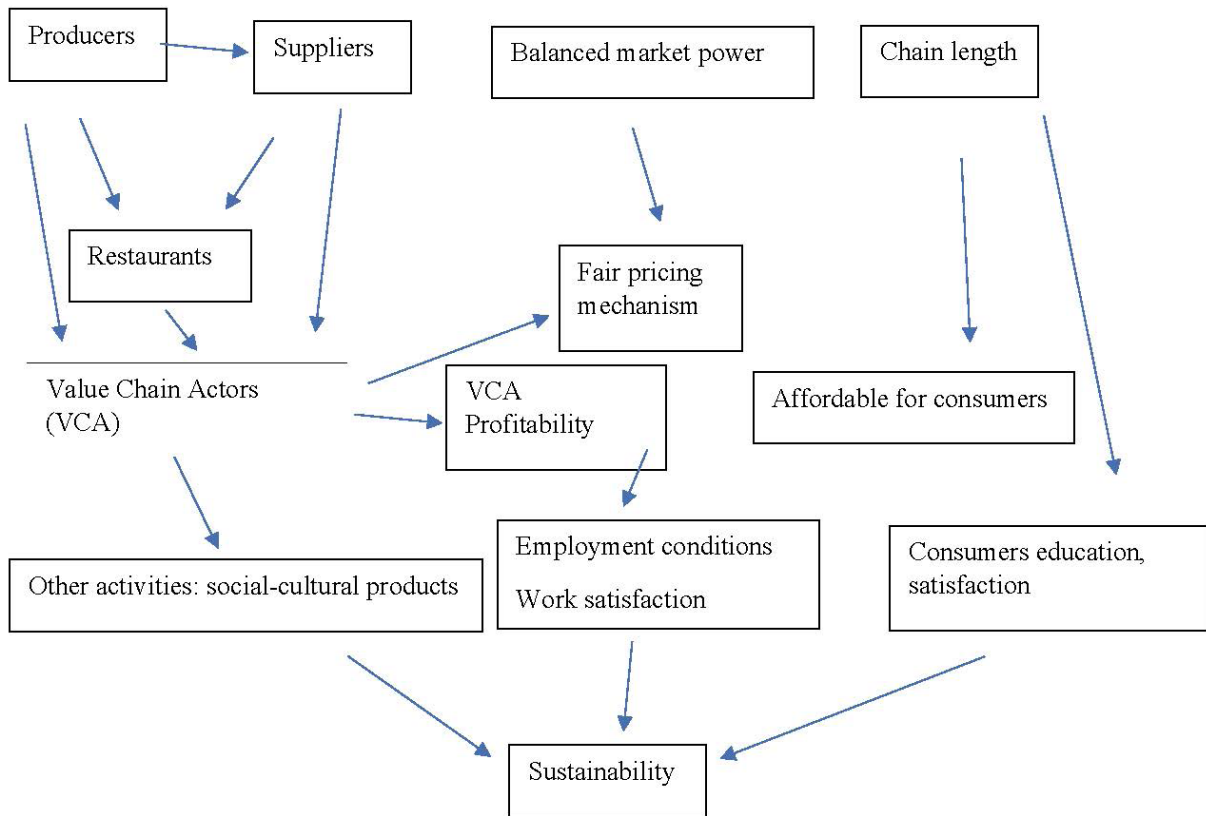 Producers
Suppliers
Balanced market power
Chain length
Restaurants
Fair pricing
mechanism
Value Chain Actors
(VCA)
VCA
Profitability
Affordable for consumers
Other activities: social-cultural products
Employment conditions
Work satisfaction
Consumers education,
satisfaction
Sustainability